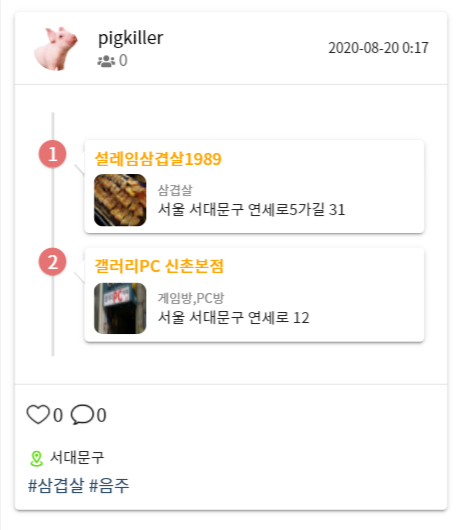 pigkiller
0
2020-08-20 0:17
1
설레임삼겹살1989
삼겹살
서울 서대문구 연세로5가길 31
2
갤러리PC 신촌본점
PC
게임방,PC방
서울 서대문구 연세로 12
0 0
서대문구
#삼겹살 #음주